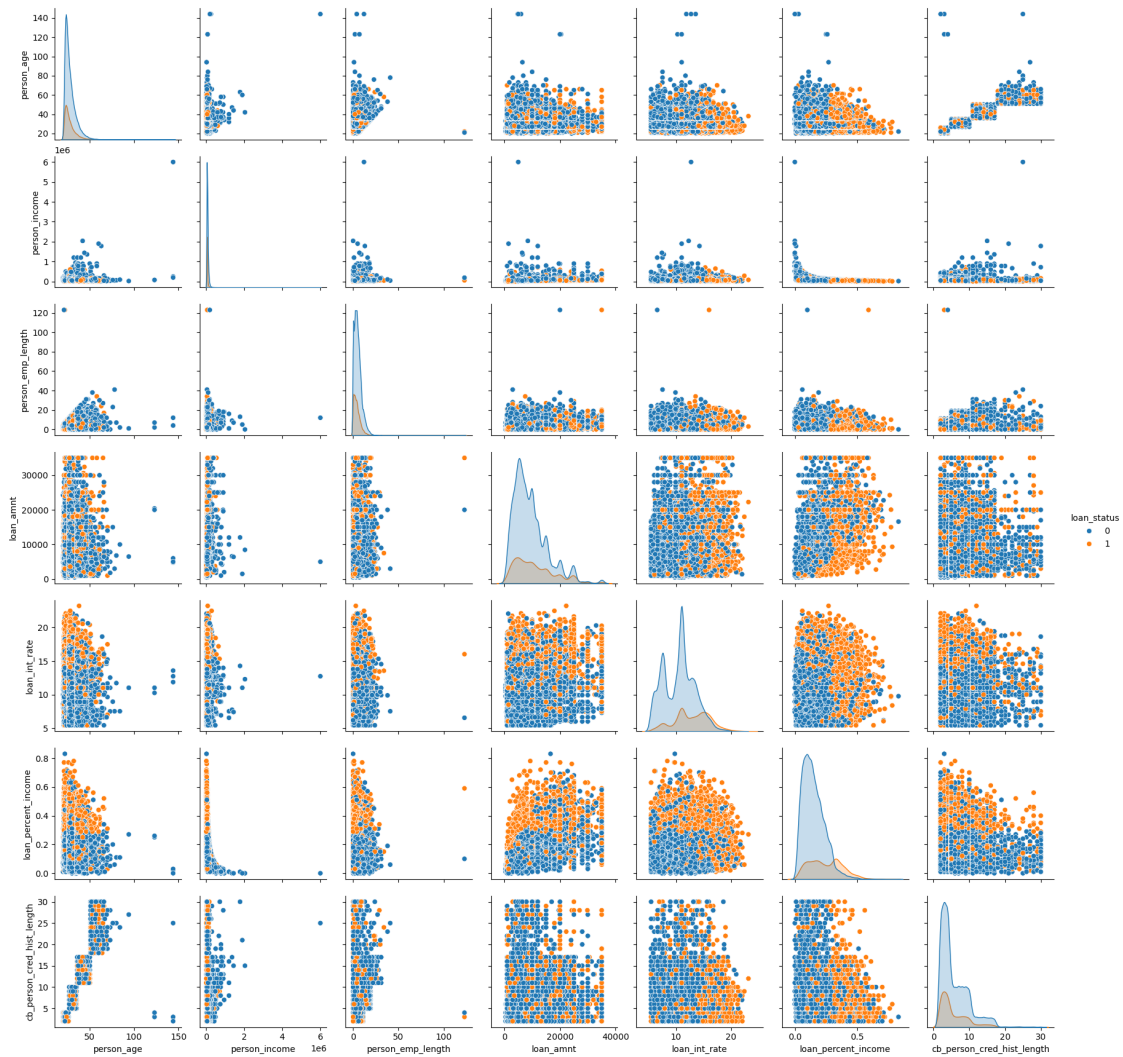 140
120
100
80
60
40
20
person_age
1e6
6
5
4
3
2
1
0
person_income
120
100
80
60
40
20
0
person_emp_length
30000
20000
10000
0
loan_amnt
loan_status
0
1
20
15
10
5
loan_int_rate
0.8
0.6
0.4
0.2
0.0
loan_percent_income
30
25
20
15
10
5
cb_person_cred_hist_length
50 100 150
0 2 4 6
0 50 100
0 20000 40000
10 20
0.0 0.5
0 10 20 30
1e6
person_age person_income person_emp_length loan_amnt loan_int_rate loan_percent_income cb_person_cred_hist_length